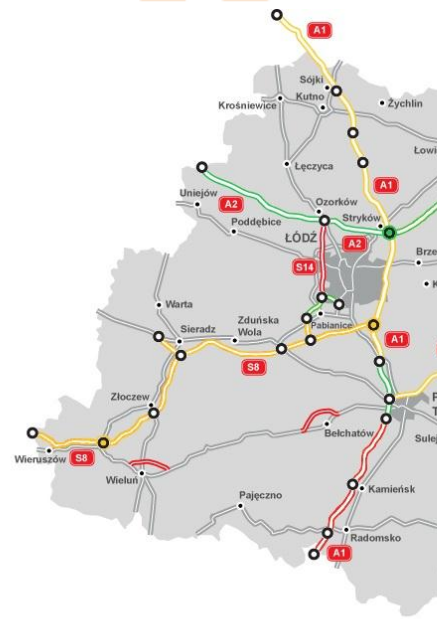 A1
Sójki
Kutno
Krośniewice
Żychlin
Łowi
A1
Łęczyca
Uniejów
A2
Ozorków
Poddębice
Stryków
ŁÓDŹ
A2
Brze
S14
K
Warta
Sieradz
Zduńska
Wola
Pabianice
A1
S8
Złoczew
P
T
Bełchatów
Sulej
Wieruszów
S8
Wieluń
Pajęczno
Kamieńsk
Radomsko
A1